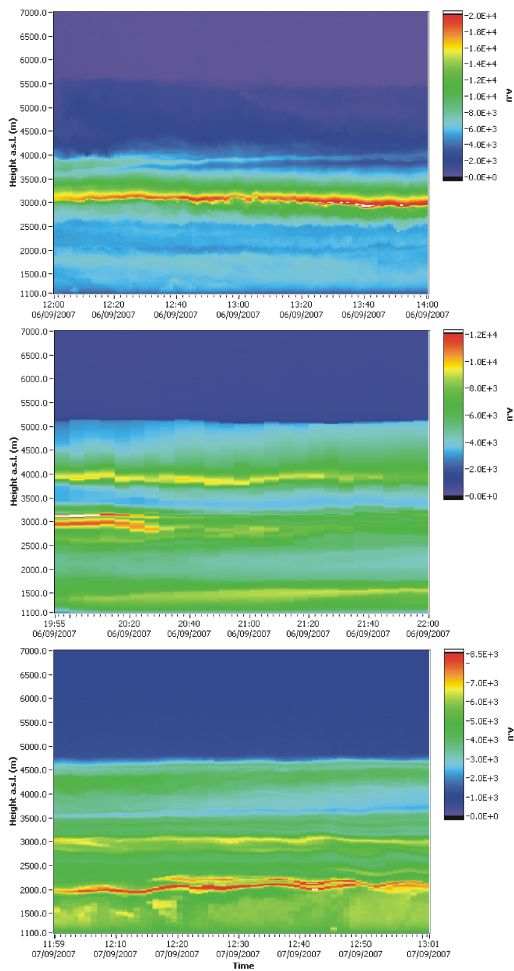 7000.0
6500.0
6000.0
5500.0
5000.0
4500.0
4000.0
3500.0
3000.0
2500.0
2000.0
1500.0
1100.0
Height a.s.l. (m)
12:00 12:20 12:40 13:00 13:20 13:40 14:00
06/09/2007 06/09/2007 06/09/2007 06/09/2007 06/09/2007 06/09/2007 06/09/2007
2.0E+4
1.8E+4
1.6E+4
1.4E+4
1.2E+4
1.0E+4
8.0E+3
6.0E+3
4.0E+3
2.0E+3
0.0E+0
A.U
7000.0
6500.0
6000.0
5500.0
5000.0
4500.0
4000.0
3500.0
3000.0
2500.0
2000.0
1500.0
1100.0
Height a.s.l. (m)
19:55 20:20 20:40 21:00 21:20 21:40 22:00
06/09/2007 06/09/2007 06/09/2007 06/09/2007 06/09/2007 06/09/2007 06/09/2007
1.2E+4
1.0E+4
8.0E+3
6.0E+3
4.0E+3
2.0E+3
0.0E+0
A.U
7000.0
6500.0
6000.0
5500.0
5000.0
4500.0
4000.0
3500.0
3000.0
2500.0
2000.0
1500.0
1100.0
Height a.s.l. (m)
11:59 12:10 12:20 12:30 12:40 12:50 13:01
07/09/2007 07/09/2007 07/09/2007 07/09/2007 07/09/2007 07/09/2007 07/09/2007
Time
8.5E+3
7.0E+3
6.0E+3
5.0E+3
4.0E+3
3.0E+3
2.0E+3
1.0E+3
0.0E+0
A.U